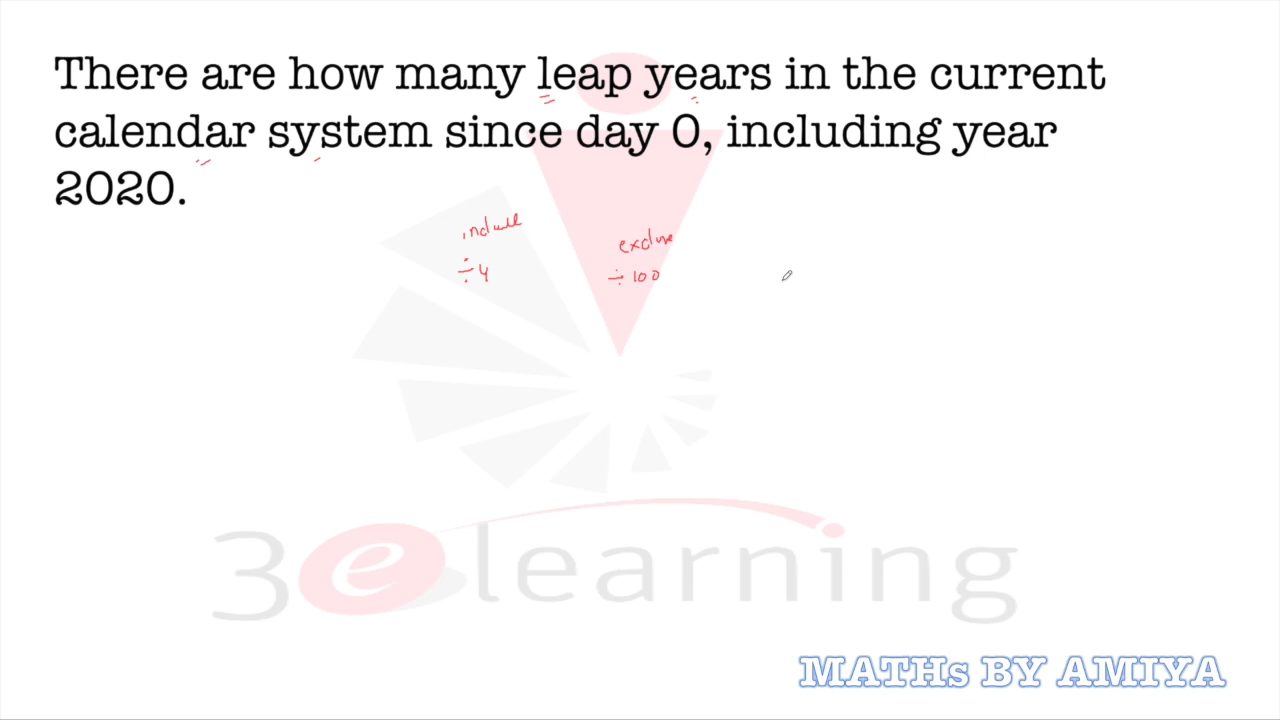 There are how many leap years in the current
calendar system since day 0, including year
2020.
include
exclude
÷4
÷100
3elearning
MATHs BY AMIYA